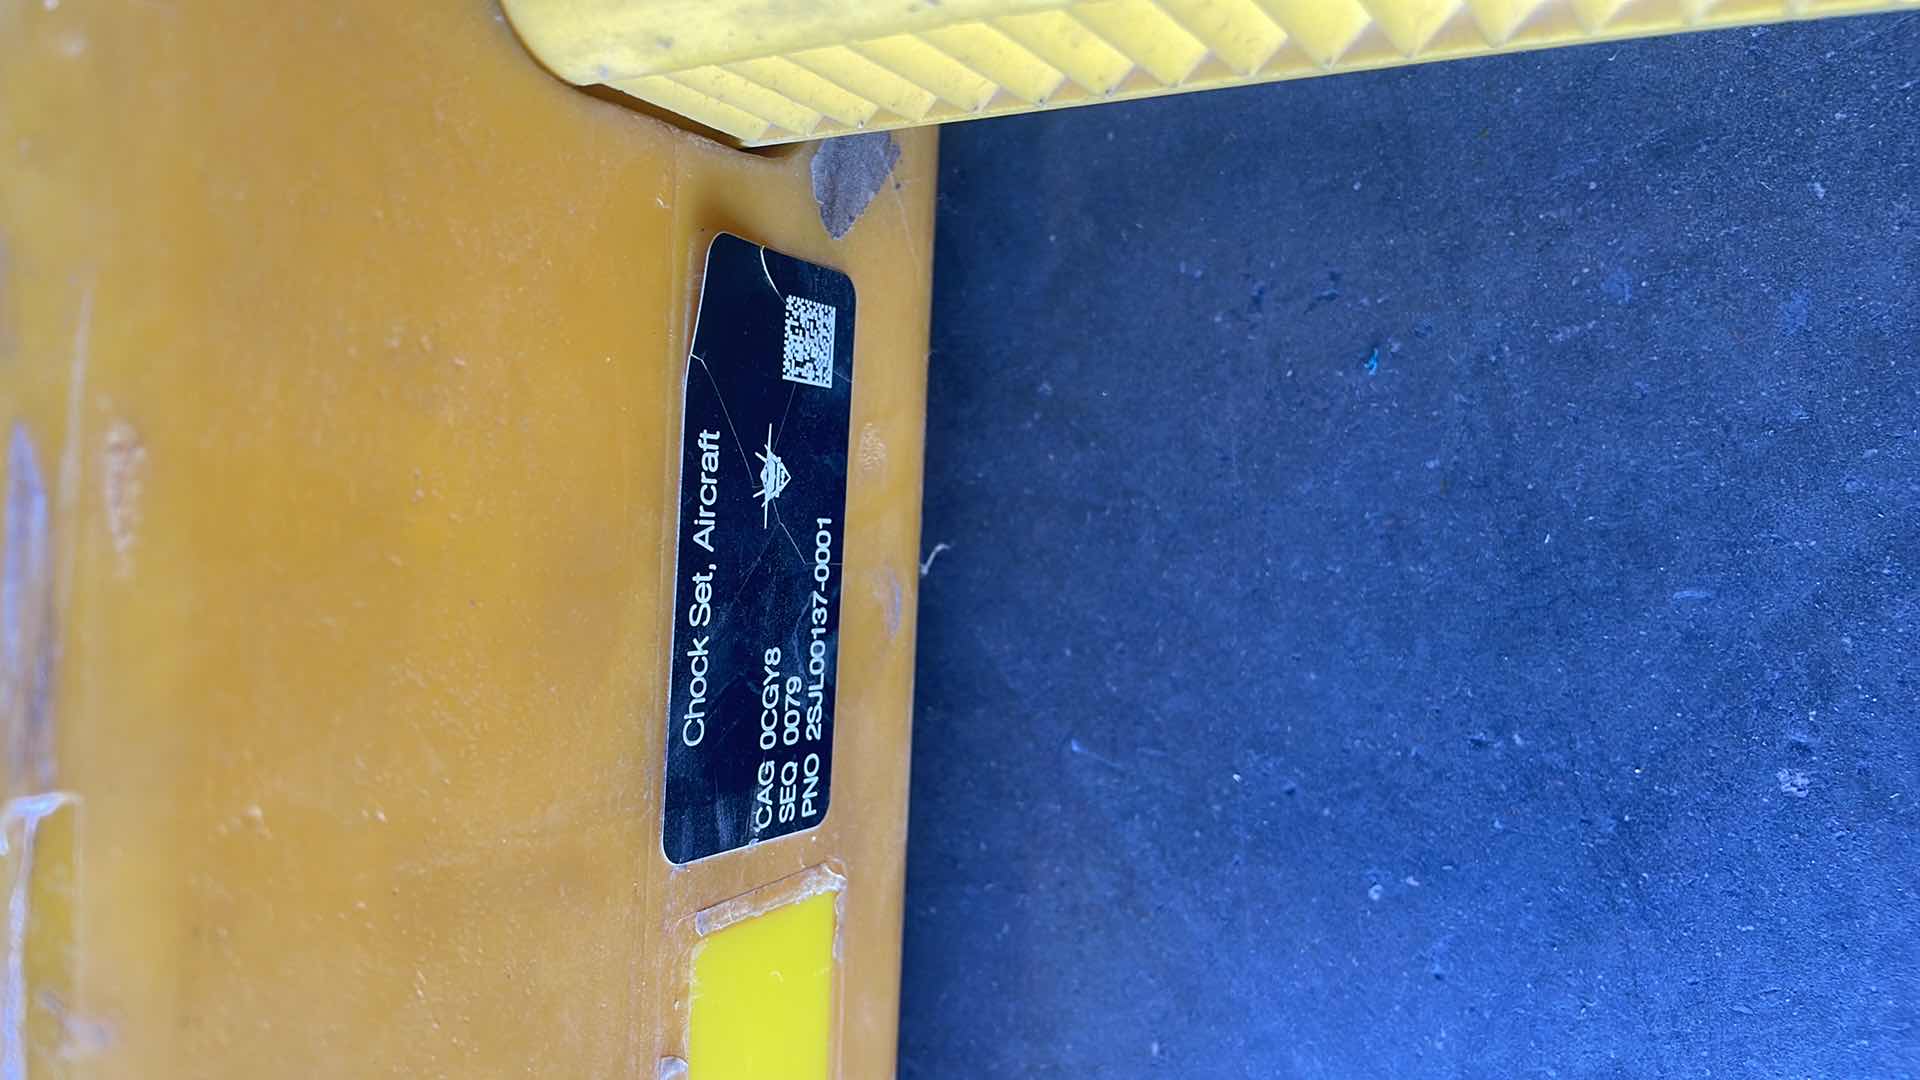 Chock Set, Aircraft
CAG 0CGY8
SEQ 0079
PNO 2SJL00137-0001